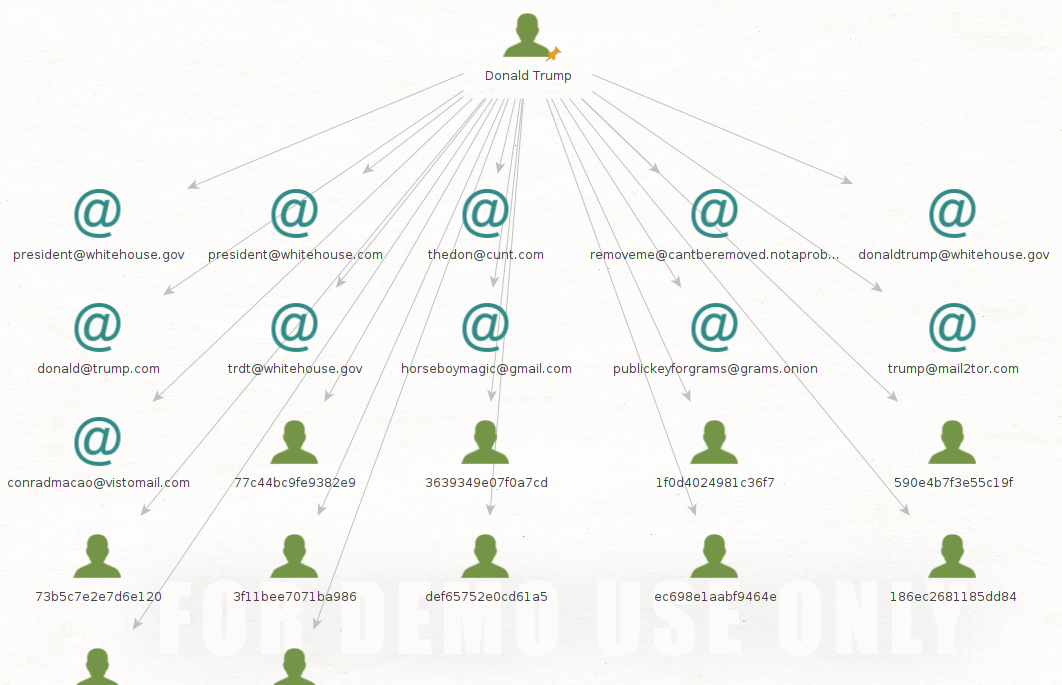 Donald Trump
president@whitehouse.gov
president@whitehouse.com
thedon@cunt.com
removeme@cantberemoved.notaprob...
donaldtrump@whitehouse.gov
donald@trump.com
trdt@whitehouse.gov
horseboymagic@gmail.com
publickeyforgrams@grams.onion
trump@mail2tor.com
conradmacao@vistomail.com
77c44bc9fe9382e9
3639349e07f0a7cd
1f0d4024981c36f7
590e4b7f3e55c19f
73b5c7e2e7d6e120
3f11bee7071ba986
def65752e0cd61a5
ec698e1aabf9464e
186ec2681185dd84
FOR DEMO USE ONLY